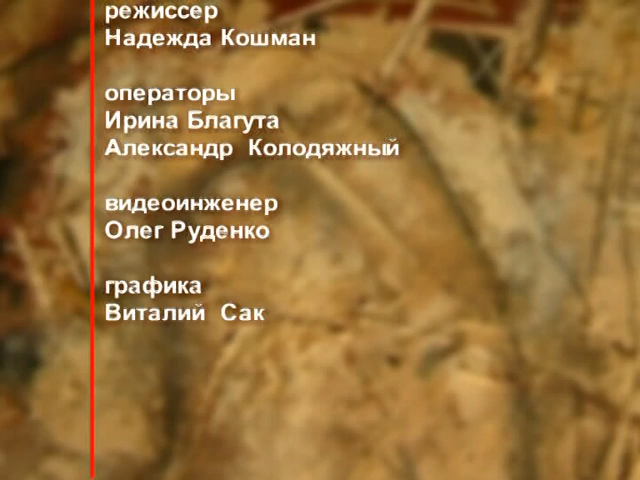 режиссер
Надежда Кошман
операторы
Ирина Благута
Александр Колодяжный
видеоинженер
Олег Руденко
графика
Виталий Сак